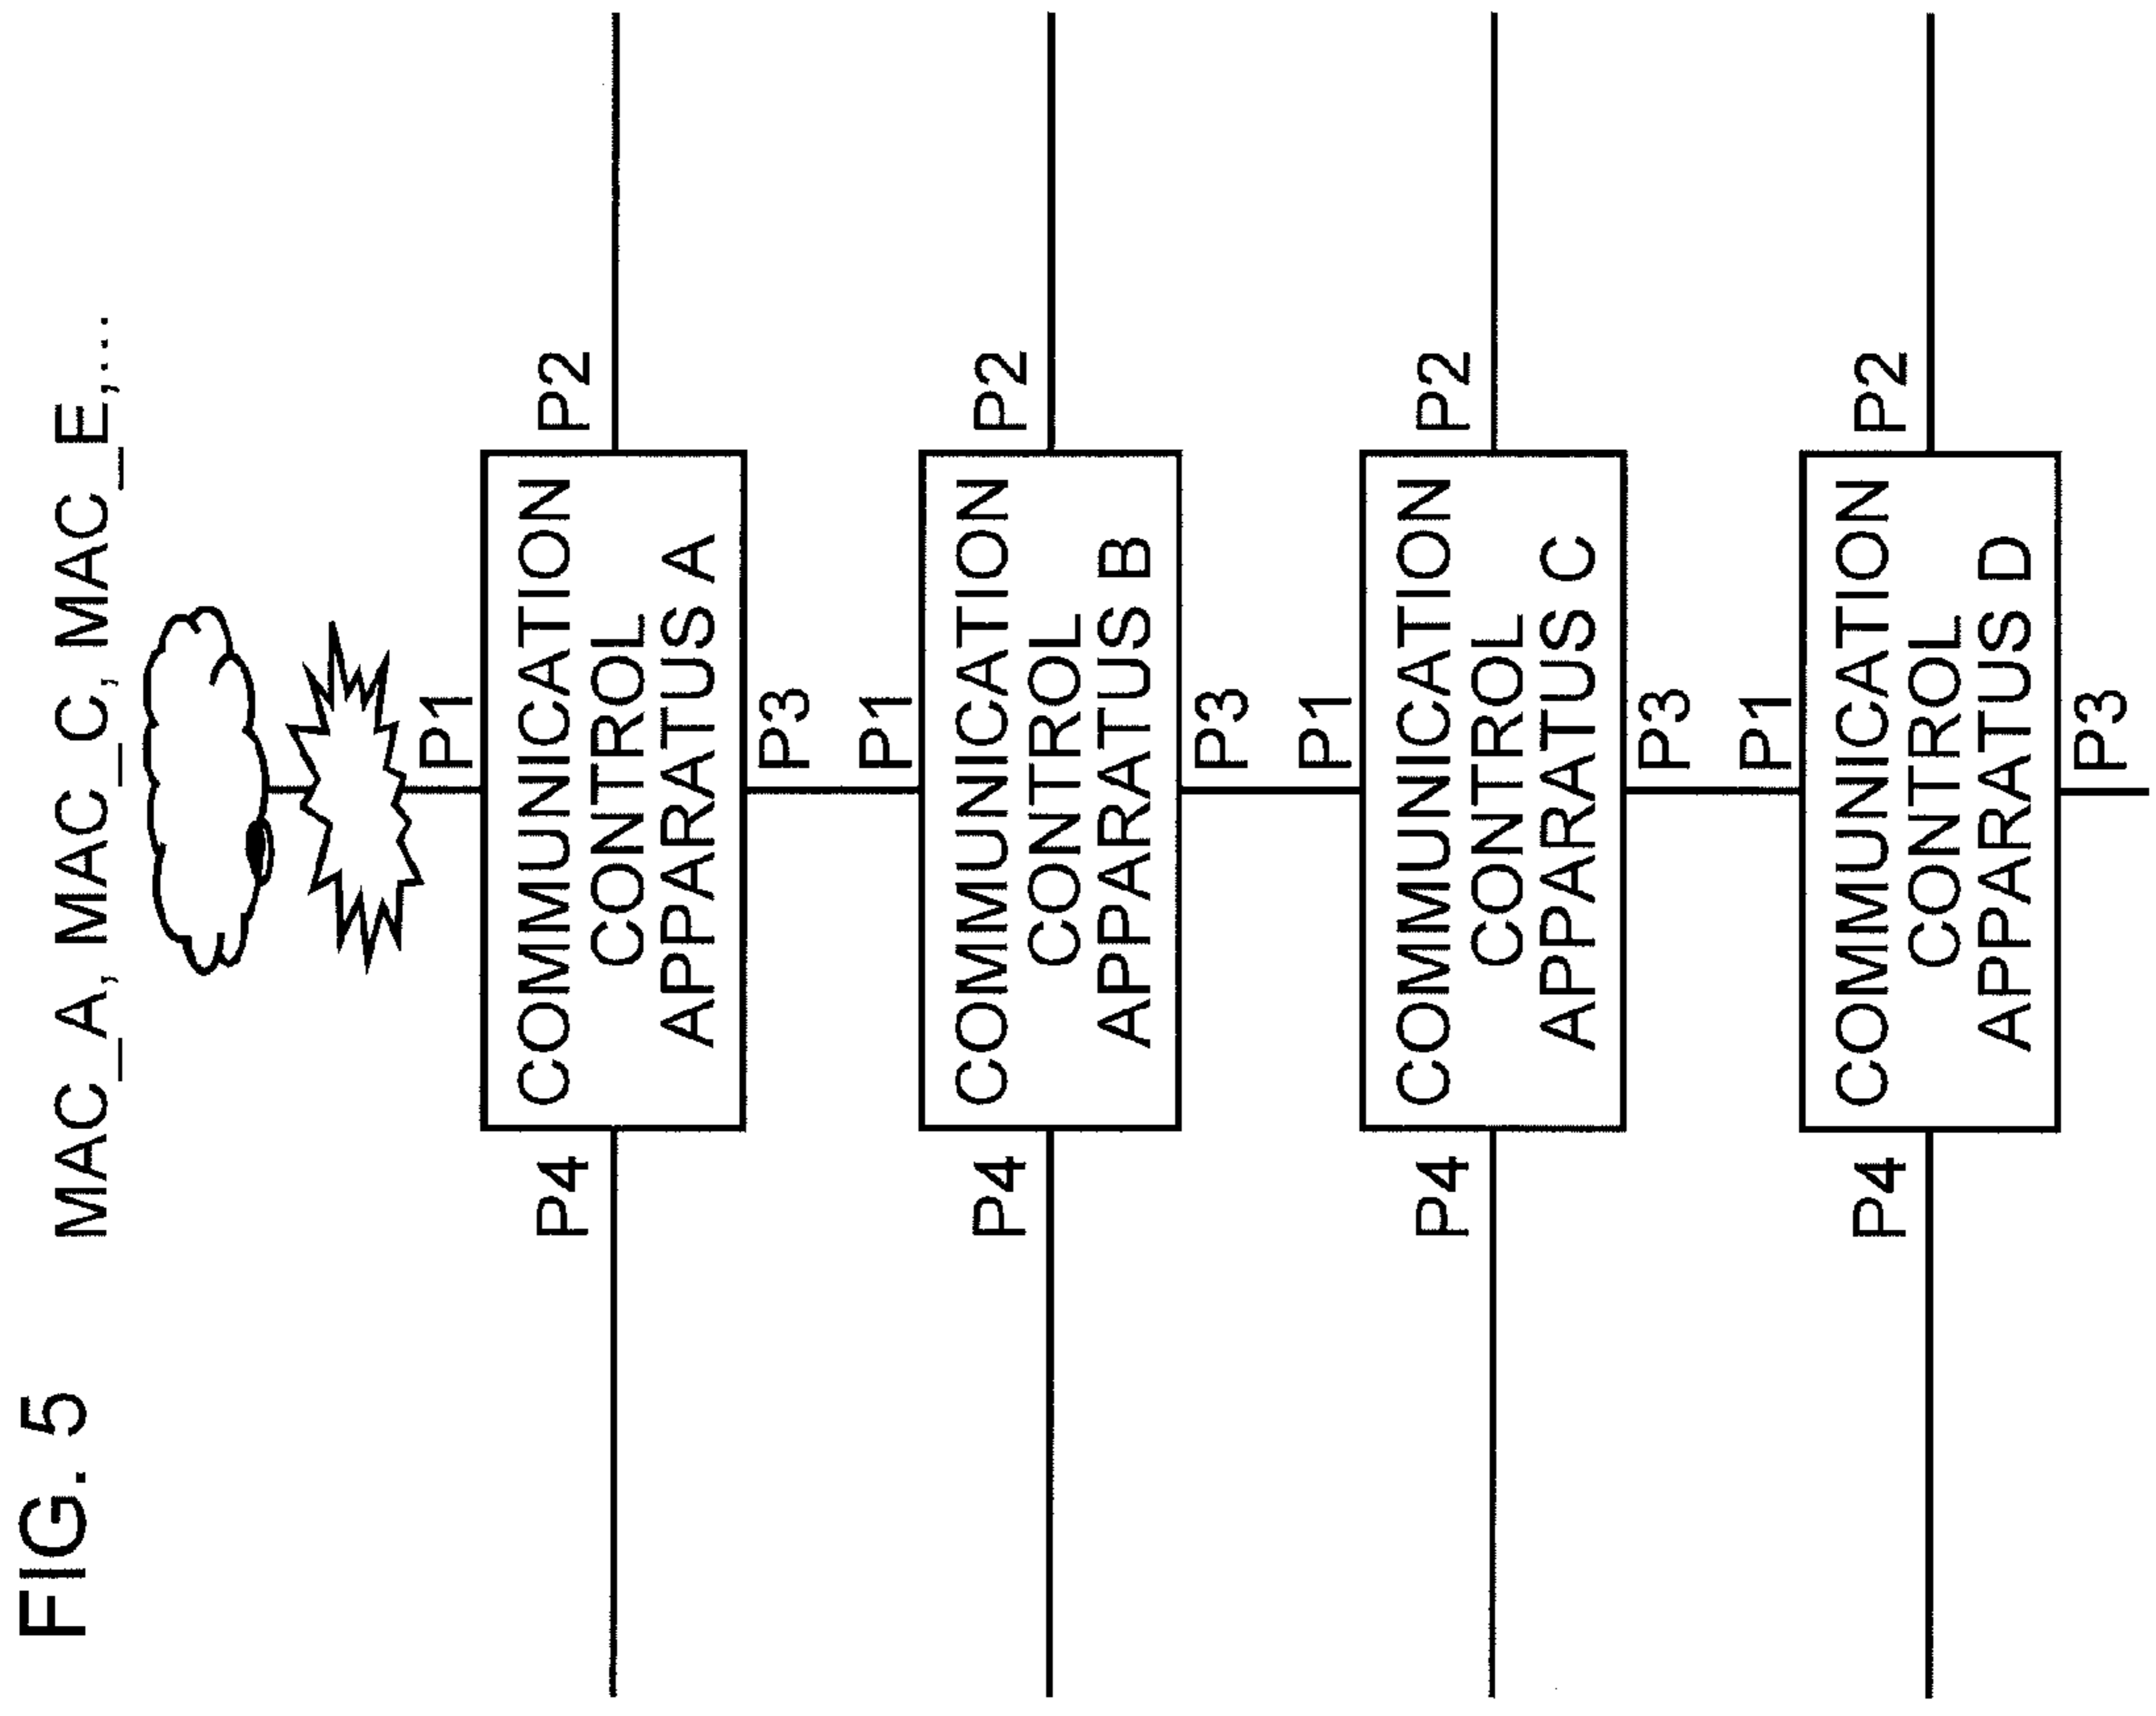 FIG. 5
MAC_A, MAC_C, MAC_E,...
P1
P4
COMMUNICATION
CONTROL
APPARATUS A
P2
P3
P1
P4
COMMUNICATION
CONTROL
APPARATUS B
P2
P3
P1
P4
COMMUNICATION
CONTROL
APPARATUS C
P2
P3
P1
P4
COMMUNICATION
CONTROL
APPARATUS D
P2
P3